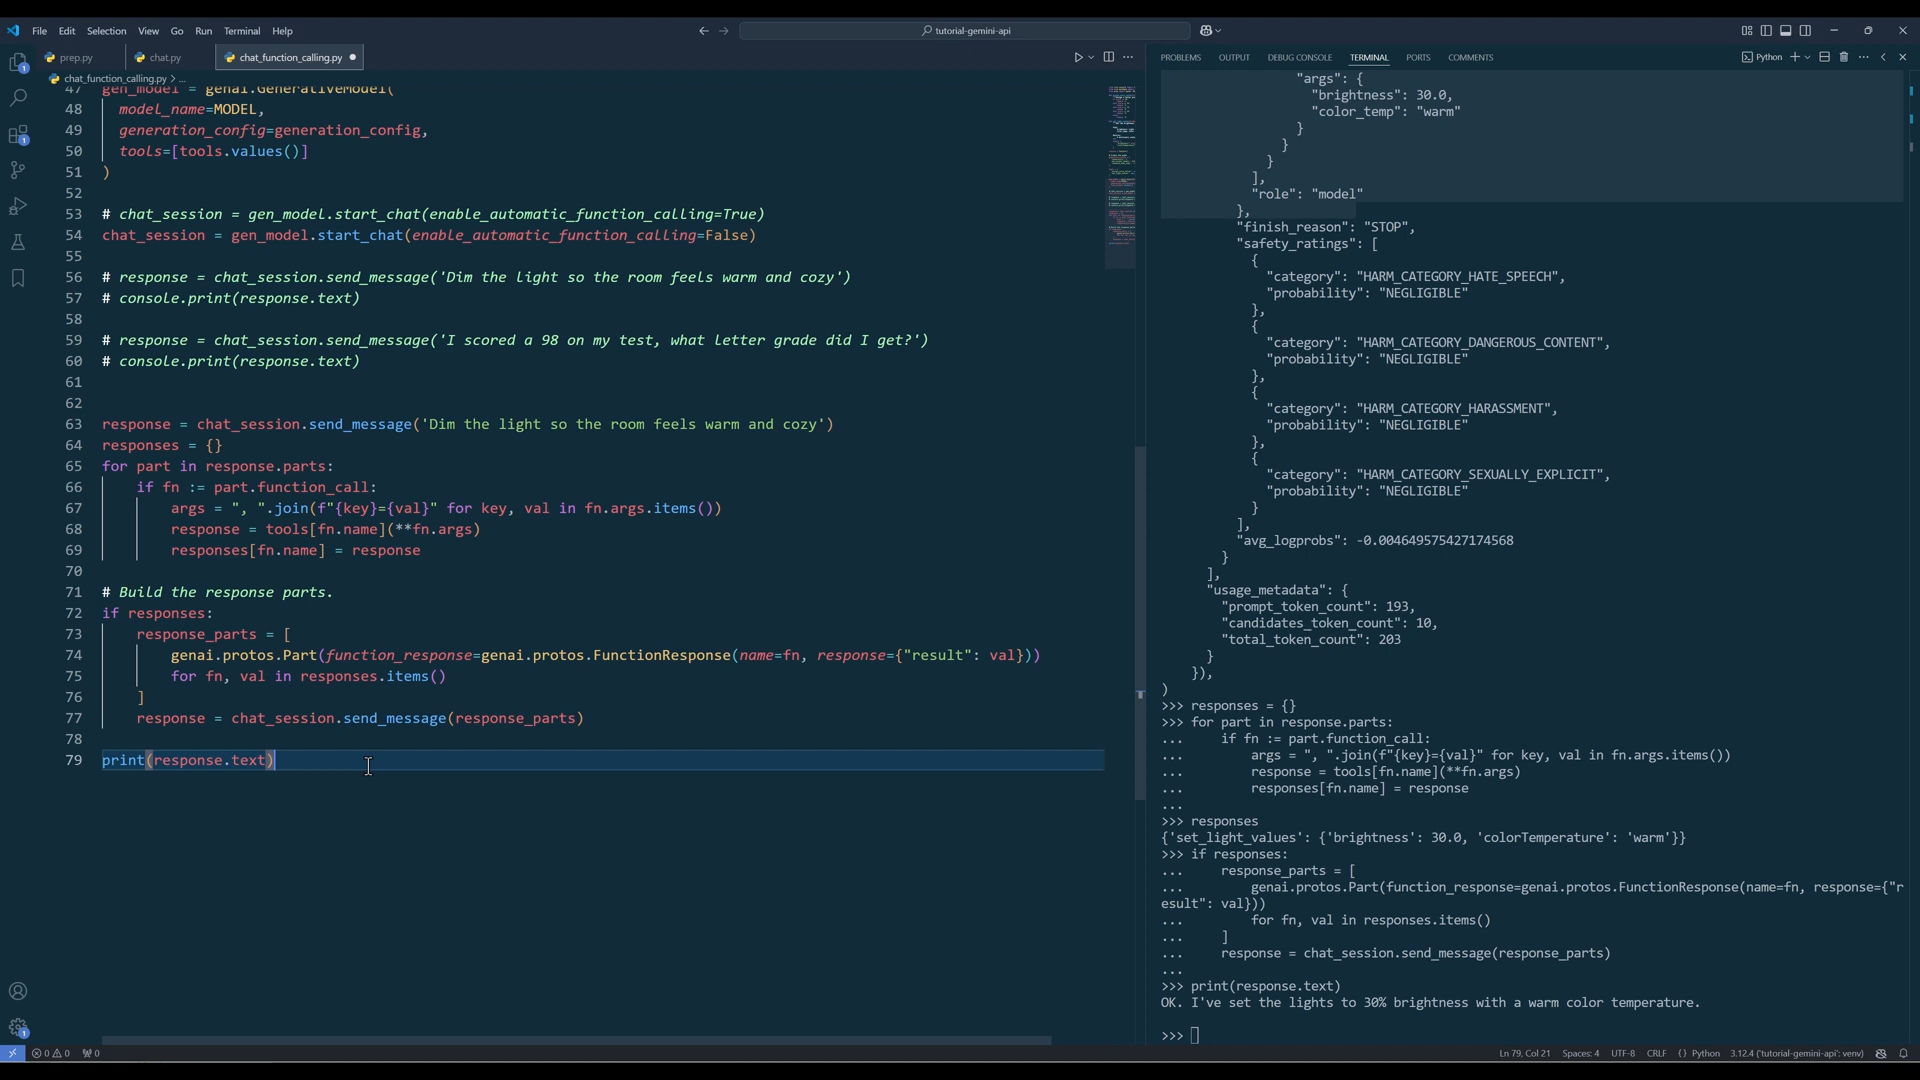 File Edit Selection View Go Run Terminal Help
tutorial-gemini-api
prep.py
chat.py
chat_function_calling.py
chat_function_calling.py > ...
47 gen_model = genai.GenerativeModel(
48 model_name=MODEL,
49 generation_config=generation_config,
50 tools=[tools.values()]
51 )
52
53 # chat_session = gen_model.start_chat(enable_automatic_function_calling=True)
54 chat_session = gen_model.start_chat(enable_automatic_function_calling=False)
55
56 # response = chat_session.send_message('Dim the light so the room feels warm and cozy')
57 # console.print(response.text)
58
59 # response = chat_session.send_message('I scored a 98 on my test, what letter grade did I get?')
60 # console.print(response.text)
61
62
63 response = chat_session.send_message('Dim the light so the room feels warm and cozy')
64 responses = {}
65 for part in response.parts:
66 if fn := part.function_call:
67 args = ", ".join(f"{key}={val}" for key, val in fn.args.items())
68 response = tools[fn.name](**fn.args)
69 responses[fn.name] = response
70
71 # Build the response parts.
72 if responses:
73 response_parts = [
74 genai.protos.Part(function_response=genai.protos.FunctionResponse(name=fn, response={"result": val}))
75 for fn, val in responses.items()
76 ]
77 response = chat_session.send_message(response_parts)
78
79 print(response.text)
PROBLEMS OUTPUT DEBUG CONSOLE TERMINAL PORTS COMMENTS
Python
"args": {
"brightness": 30.0,
"color_temp": "warm"
}
}
}
],
"role": "model"
},
"finish_reason": "STOP",
"safety_ratings": [
{
"category": "HARM_CATEGORY_HATE_SPEECH",
"probability": "NEGLIGIBLE"
},
{
"category": "HARM_CATEGORY_DANGEROUS_CONTENT",
"probability": "NEGLIGIBLE"
},
{
"category": "HARM_CATEGORY_HARASSMENT",
"probability": "NEGLIGIBLE"
},
{
"category": "HARM_CATEGORY_SEXUALLY_EXPLICIT",
"probability": "NEGLIGIBLE"
}
],
"avg_logprobs": -0.004649575427174568
}
],
"usage_metadata": {
"prompt_token_count": 193,
"candidates_token_count": 10,
"total_token_count": 203
}
}),
)
>>> responses = {}
>>> for part in response.parts:
... if fn := part.function_call:
... args = ", ".join(f"{key}={val}" for key, val in fn.args.items())
... response = tools[fn.name](**fn.args)
... responses[fn.name] = response
...
>>> responses
{'set_light_values': {'brightness': 30.0, 'colorTemperature': 'warm'}}
>>> if responses:
... response_parts = [
... genai.protos.Part(function_response=genai.protos.FunctionResponse(name=fn, response={"r
esult": val}))
... for fn, val in responses.items()
... ]
... response = chat_session.send_message(response_parts)
...
>>> print(response.text)
OK. I've set the lights to 30% brightness with a warm color temperature.
>>>
0 0 0
Ln 79, Col 21 Spaces: 4 UTF-8 CRLF {} Python 3.12.4 ('tutorial-gemini-api': venv)